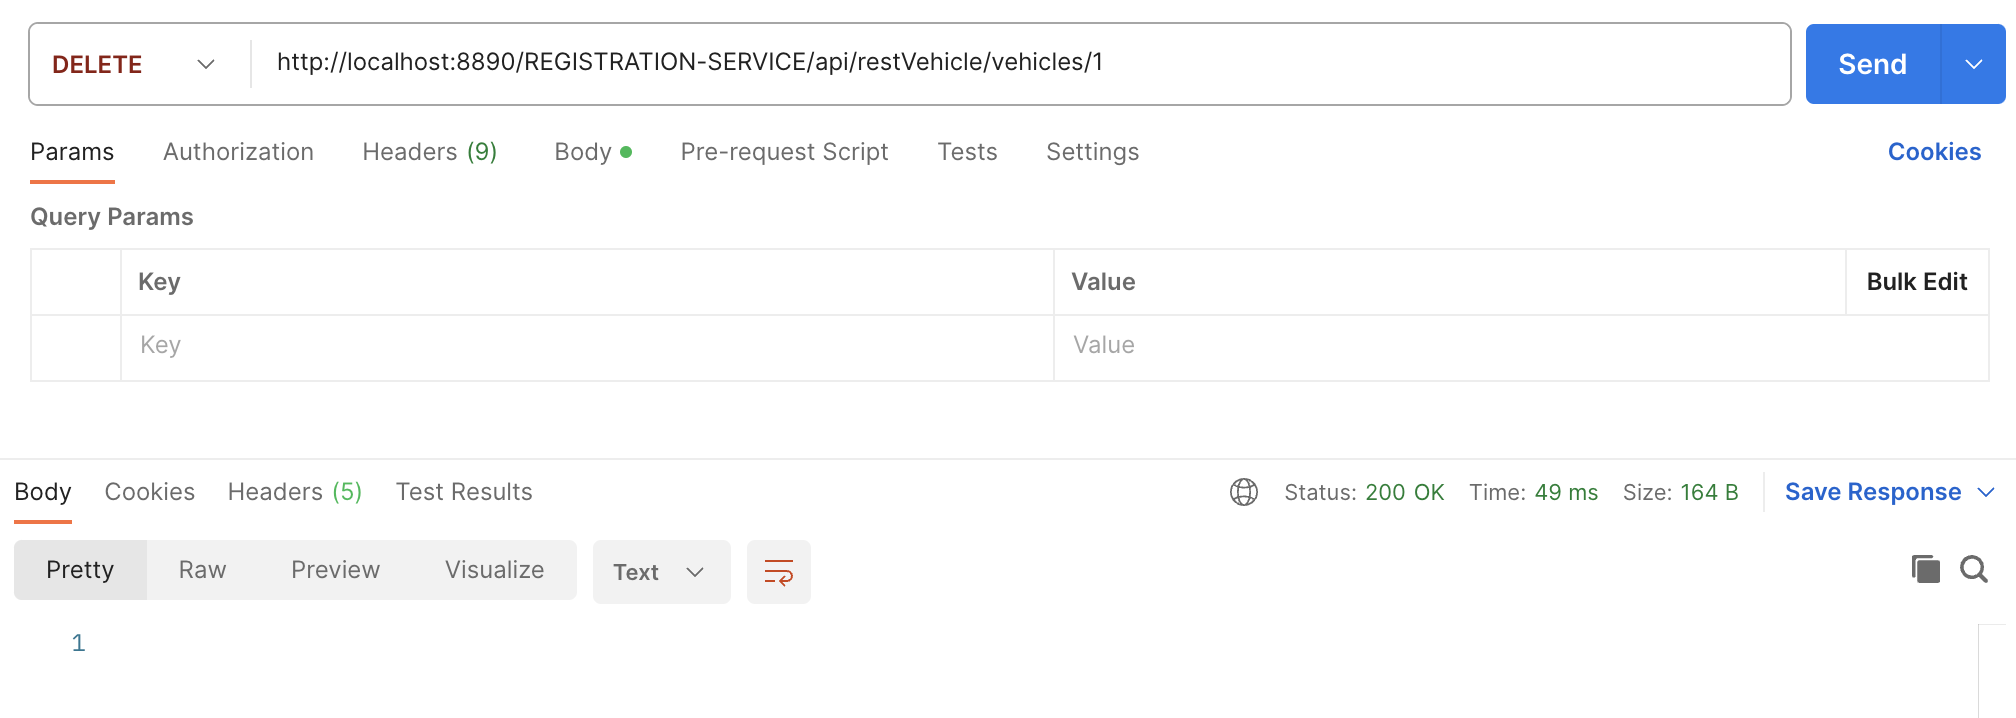 DELETE http://localhost:8890/REGISTRATION-SERVICE/api/restVehicle/vehicles/1 Send
Params Authorization Headers (9) Body Pre-request Script Tests Settings Cookies
Query Params
Key Value Bulk Edit
Key Value
Body Cookies Headers (5) Test Results Status: 200 OK Time: 49 ms Size: 164 B Save Response
Pretty Raw Preview Visualize Text
1